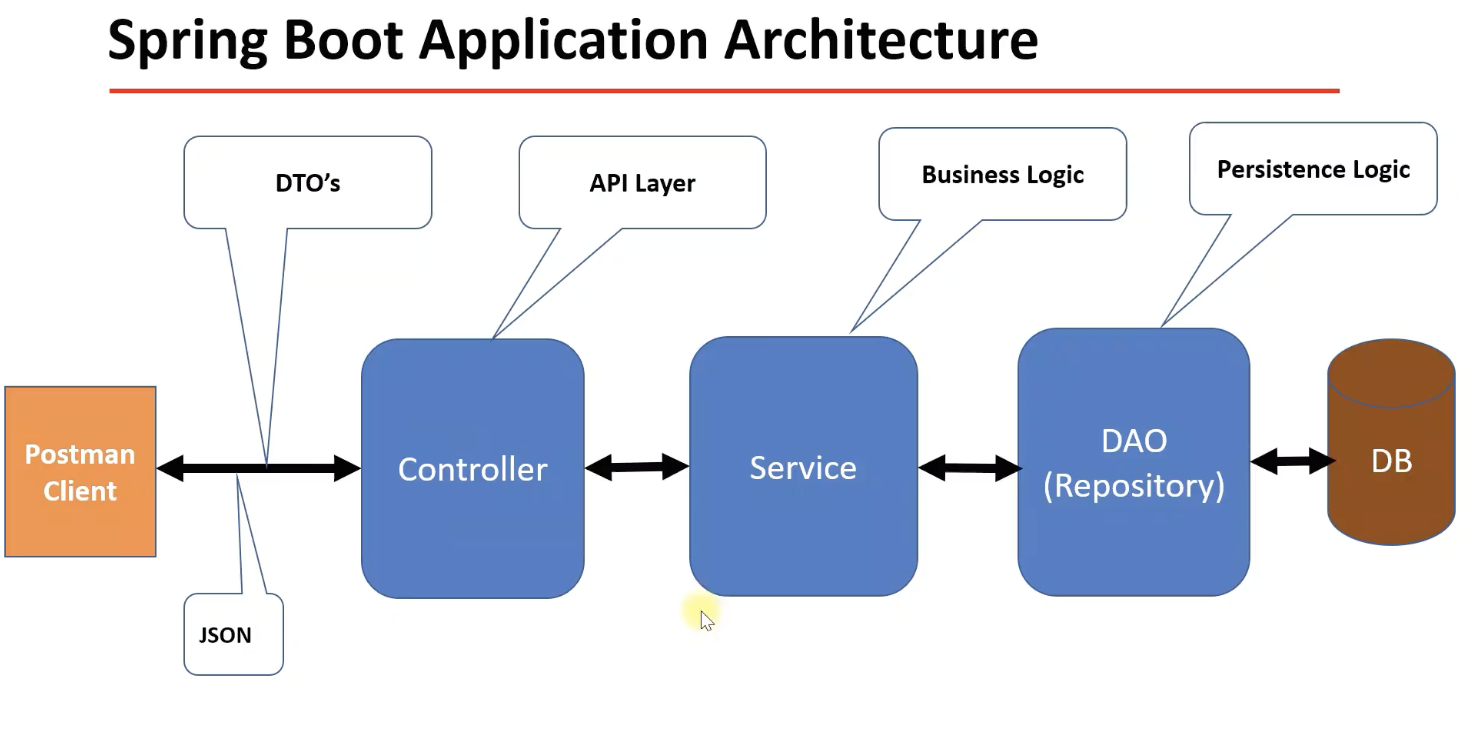 Spring Boot Application Architecture
DTO’s
API Layer
Business Logic
Persistence Logic
Postman
Client
Controller
Service
DAO
(Repository)
DB
JSON